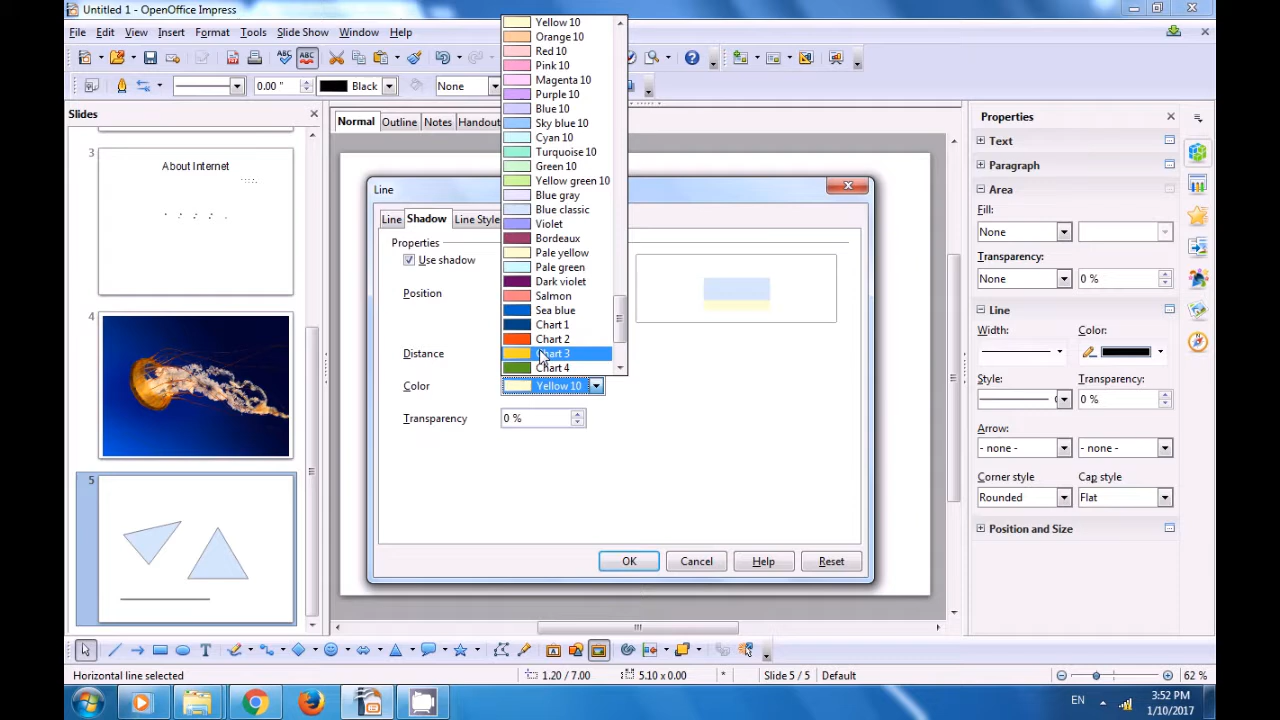 Untitled 1 - OpenOffice Impress
File Edit View Insert Format Tools Slide Show Window Help
0.00 " Black None
Slides
3
About Internet
4
5
Normal Outline Notes Handout
Line
Line Shadow Line Style
Properties
Use shadow
Position
Distance
Color Yellow 10
Transparency 0 %
Yellow 10
Orange 10
Red 10
Pink 10
Magenta 10
Purple 10
Blue 10
Sky blue 10
Cyan 10
Turquoise 10
Green 10
Yellow green 10
Blue gray
Blue classic
Violet
Bordeaux
Pale yellow
Pale green
Dark violet
Salmon
Sea blue
Chart 1
Chart 2
Chart 3
Chart 4
OK Cancel Help Reset
Properties
Text
Paragraph
Area
Fill:
None
Transparency:
None 0 %
Line
Width: Color:
Style: Transparency:
0 %
Arrow:
- none - - none -
Corner style Cap style
Rounded Flat
Position and Size
Horizontal line selected 1.20 / 7.00 5.10 x 0.00 * Slide 5 / 5 Default 62 %
EN 3:52 PM
1/10/2017